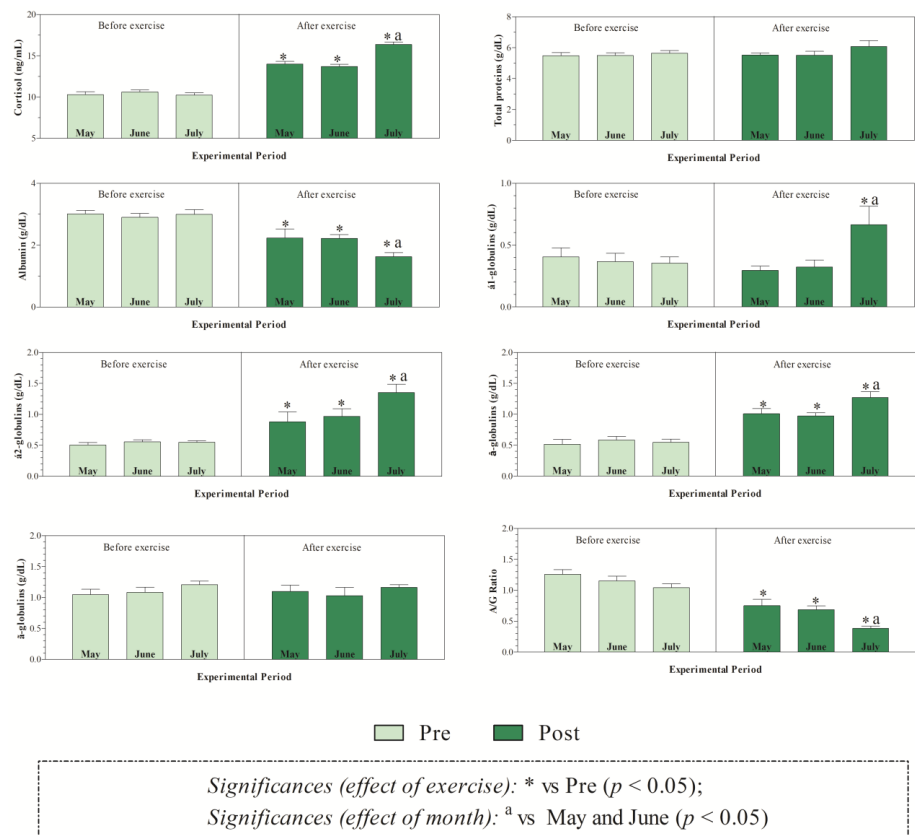 Before exercise After exercise
Cortisol (ng/mL)
20
15
10
5
* * * a
May June July May June July
Experimental Period
Before exercise After exercise
Total proteins (g/dL)
8
6
4
2
0
May June July May June July
Experimental Period
Before exercise After exercise
Albumin (g/dL)
4
3
2
1
0
* * * a
May June July May June July
Experimental Period
Before exercise After exercise
á1-globulins (g/dL)
1.0
0.5
0.0
* a
May June July May June July
Experimental Period
Before exercise After exercise
á2-globulins (g/dL)
2.0
1.5
1.0
0.5
0.0
* * * a
May June July May June July
Experimental Period
Before exercise After exercise
â-globulins (g/dL)
2.0
1.5
1.0
0.5
0.0
* * * a
May June July May June July
Experimental Period
Before exercise After exercise
ã-globulins (g/dL)
2.0
1.5
1.0
0.5
0.0
May June July May June July
Experimental Period
Before exercise After exercise
A/G Ratio
2.0
1.5
1.0
0.5
0.0
* * * a
May June July May June July
Experimental Period
Pre Post
Significances (effect of exercise): * vs Pre (p < 0.05);
Significances (effect of month): a vs May and June (p < 0.05)